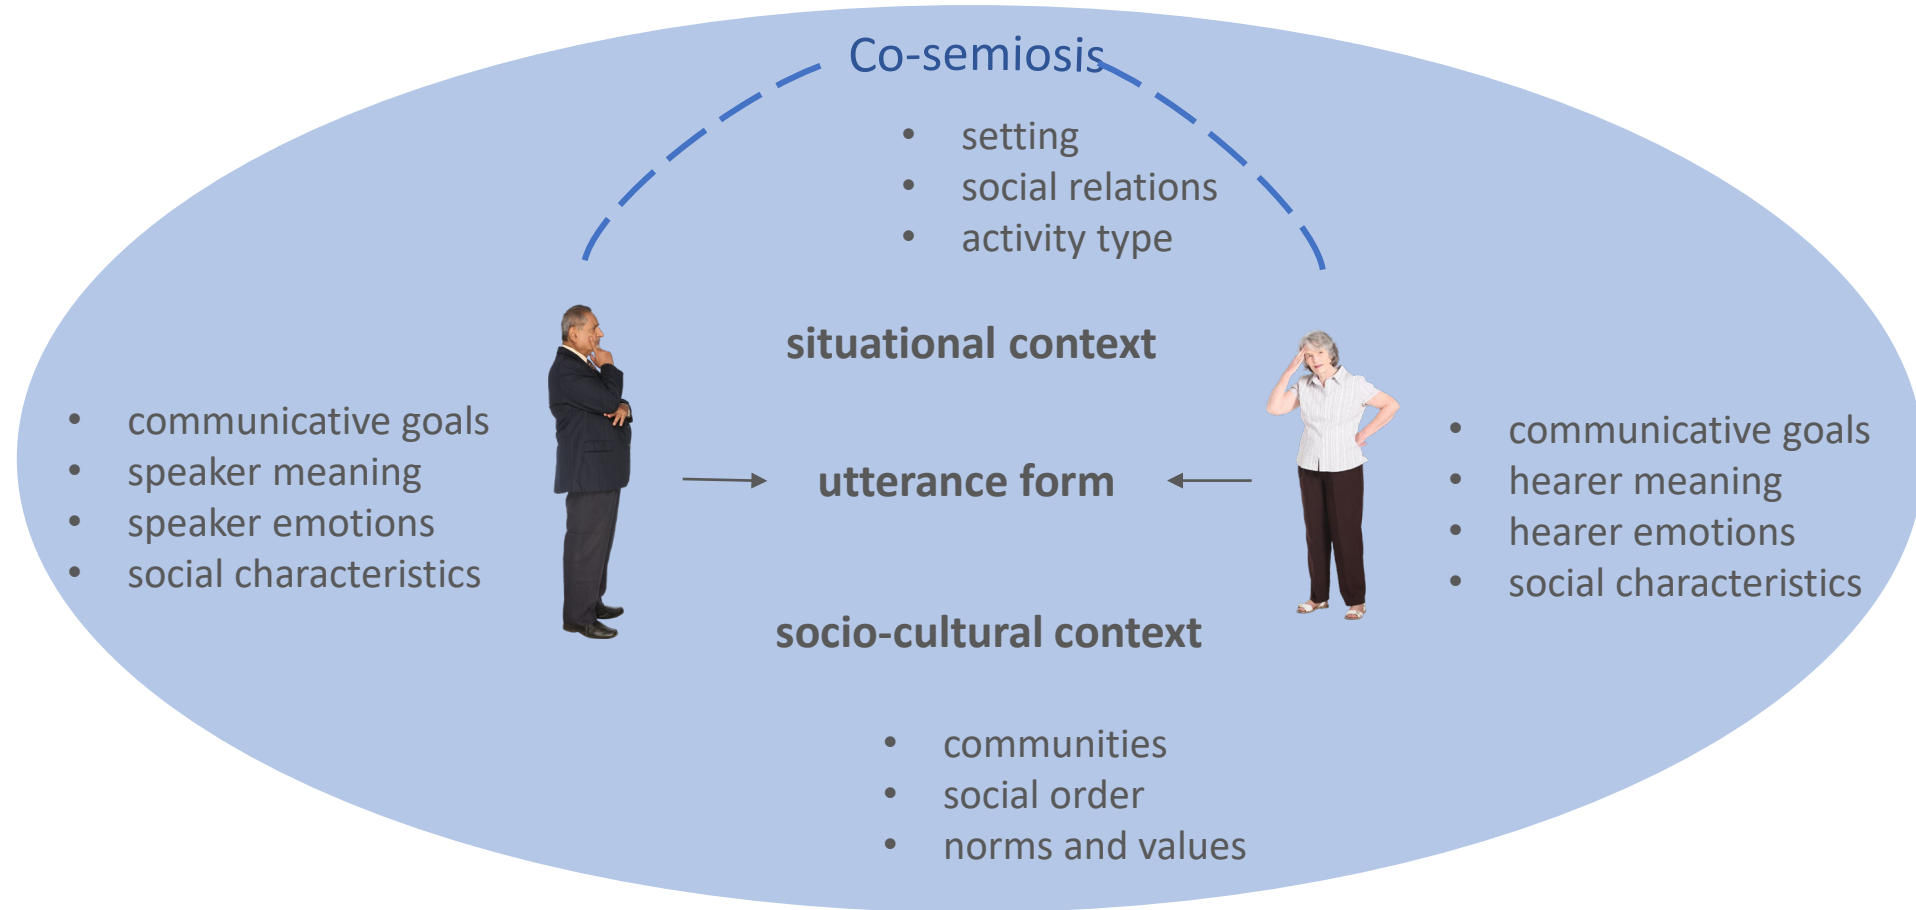 Co-semiosis
• setting
• social relations
• activity type
situational context
• communicative goals
• speaker meaning
• speaker emotions
• social characteristics
utterance form
• communicative goals
• hearer meaning
• hearer emotions
• social characteristics
socio-cultural context
• communities
• social order
• norms and values